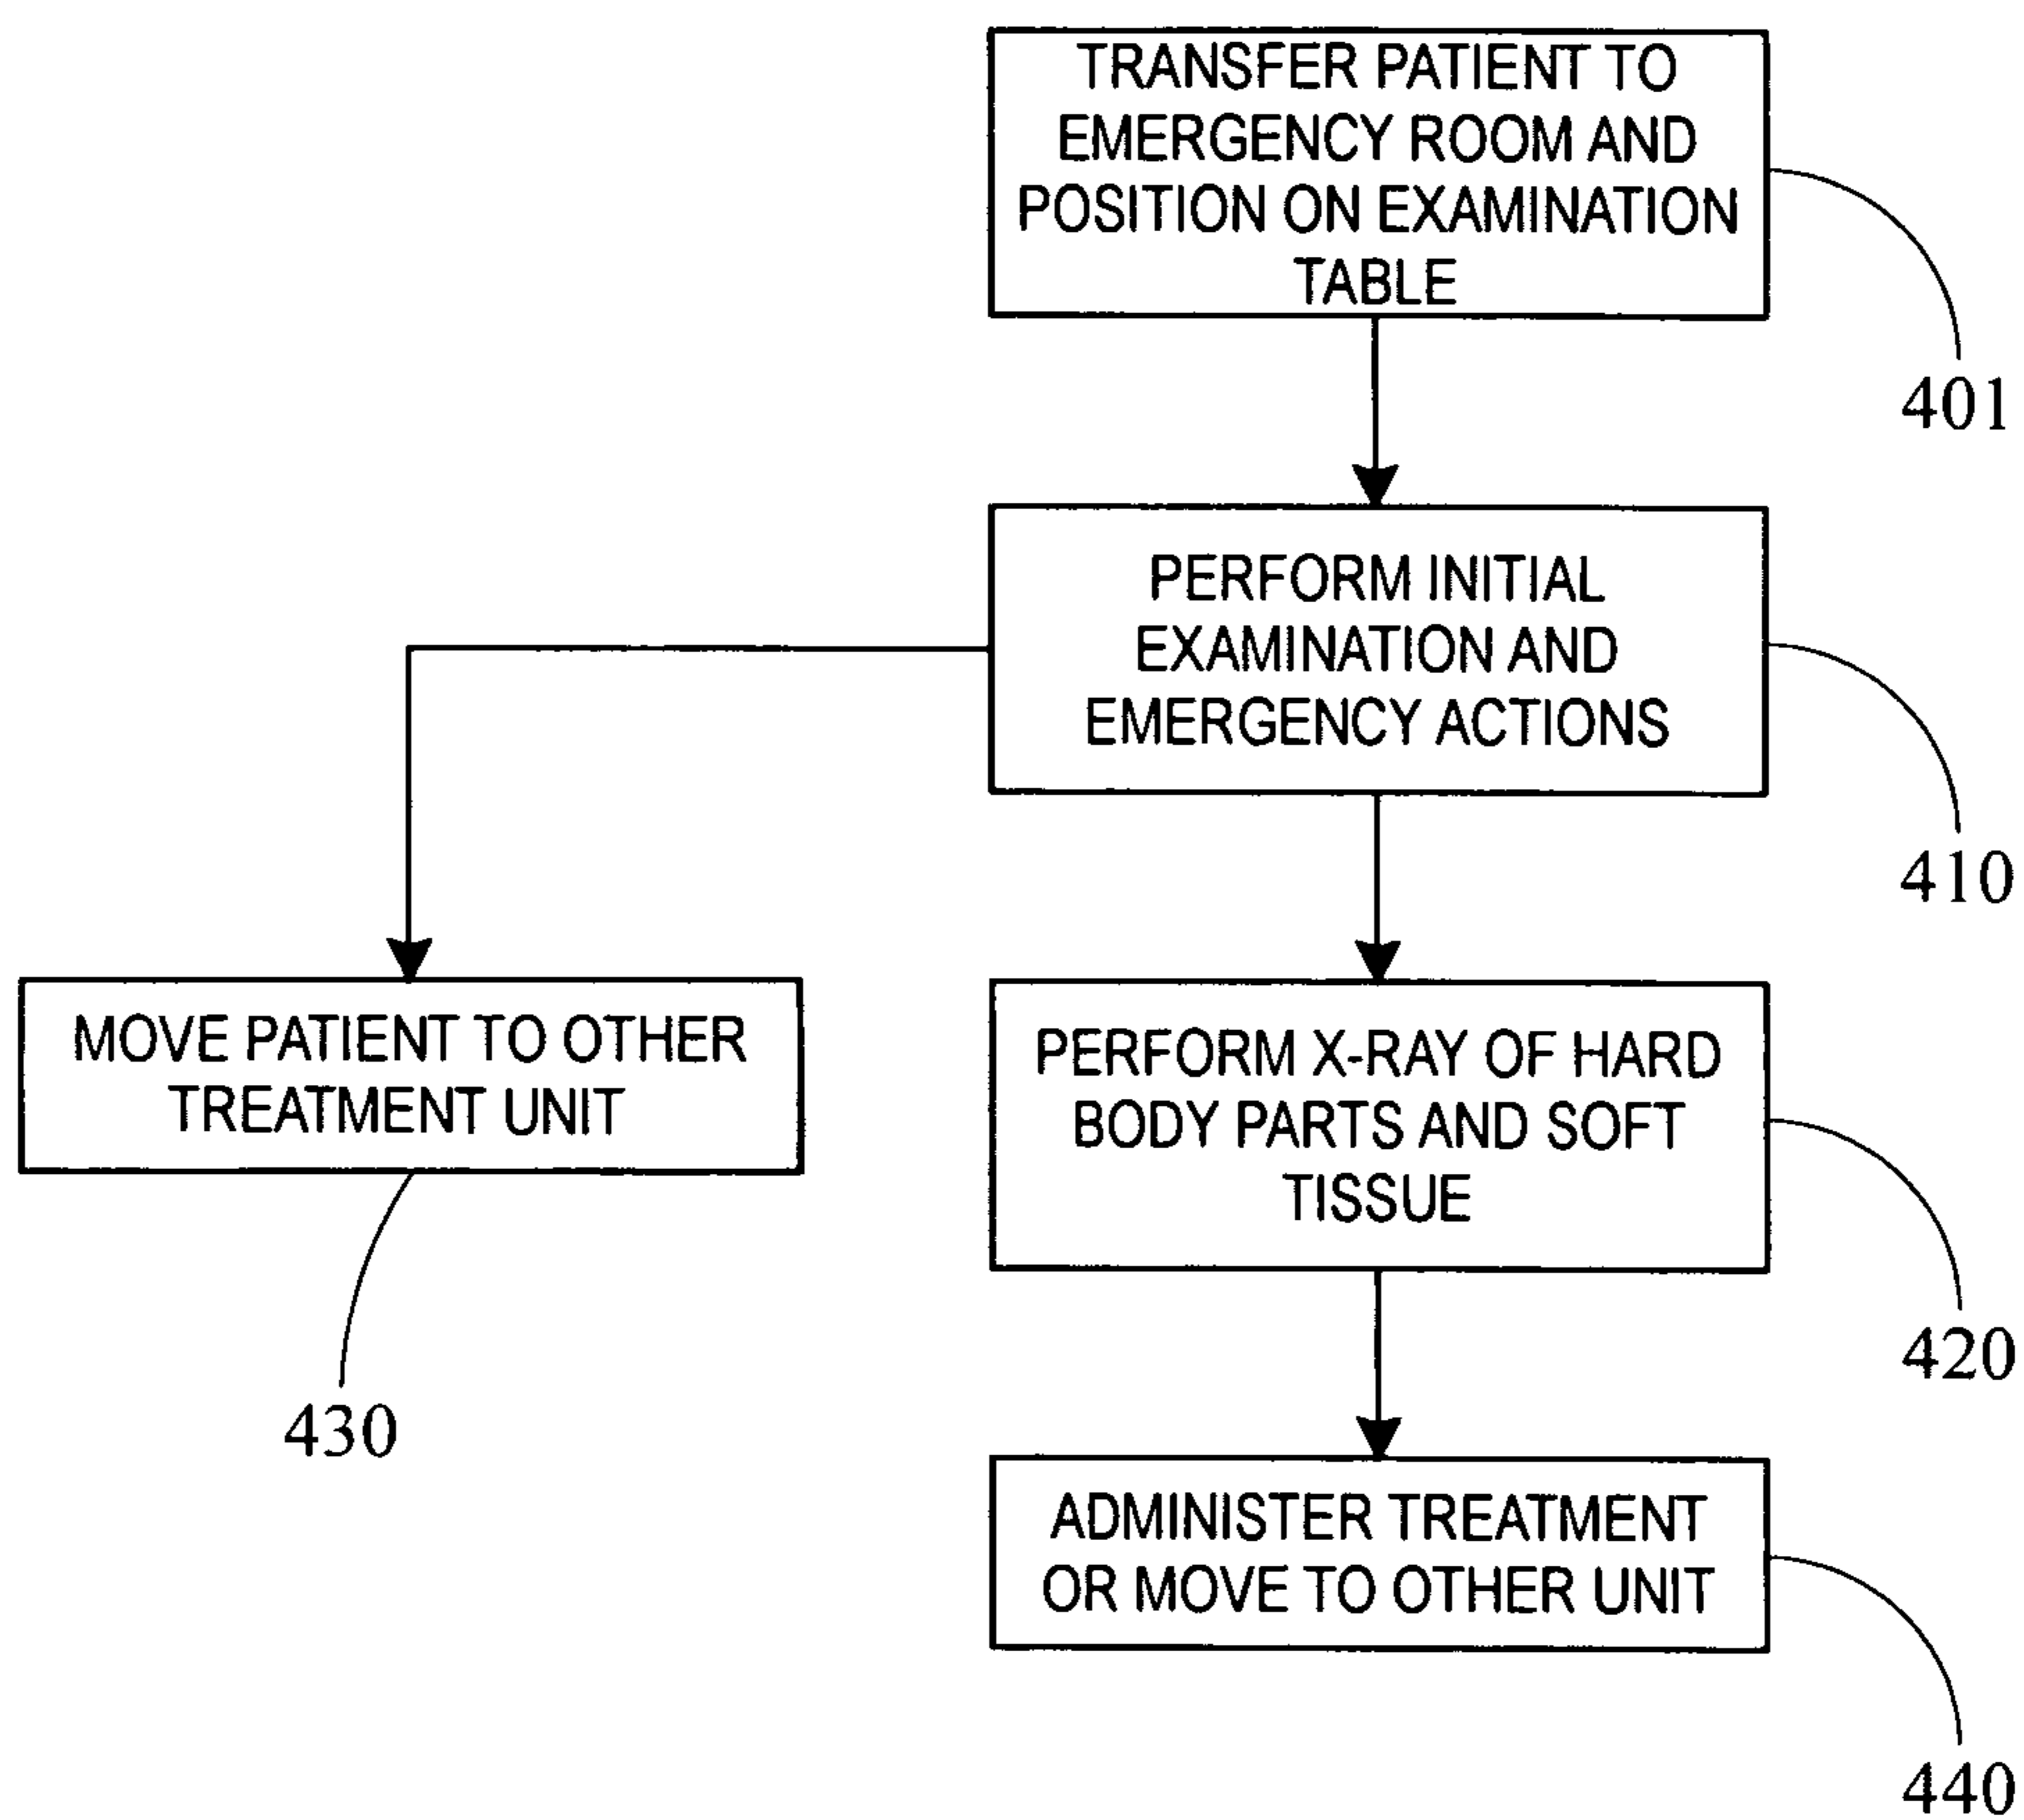 TRANSFER PATIENT TO
EMERGENCY ROOM AND
POSITION ON EXAMINATION
TABLE
401
PERFORM INITIAL
EXAMINATION AND
EMERGENCY ACTIONS
410
MOVE PATIENT TO OTHER
TREATMENT UNIT
430
PERFORM X-RAY OF HARD
BODY PARTS AND SOFT
TISSUE
420
ADMINISTER TREATMENT
OR MOVE TO OTHER UNIT
440